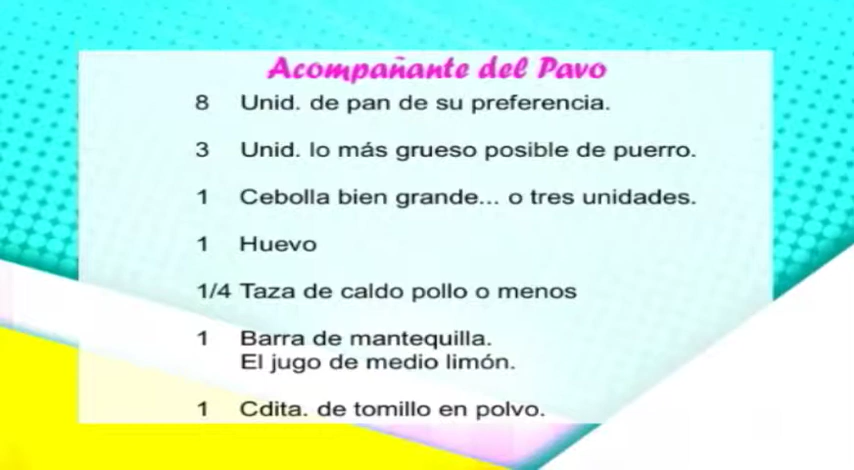 Acompañante del Pavo
8 Unid. de pan de su preferencia.
3 Unid. lo más grueso posible de puerro.
1 Cebolla bien grande... o tres unidades.
1 Huevo
1/4 Taza de caldo pollo o menos
1 Barra de mantequilla.
El jugo de medio limón.
1 Cdita. de tomillo en polvo.